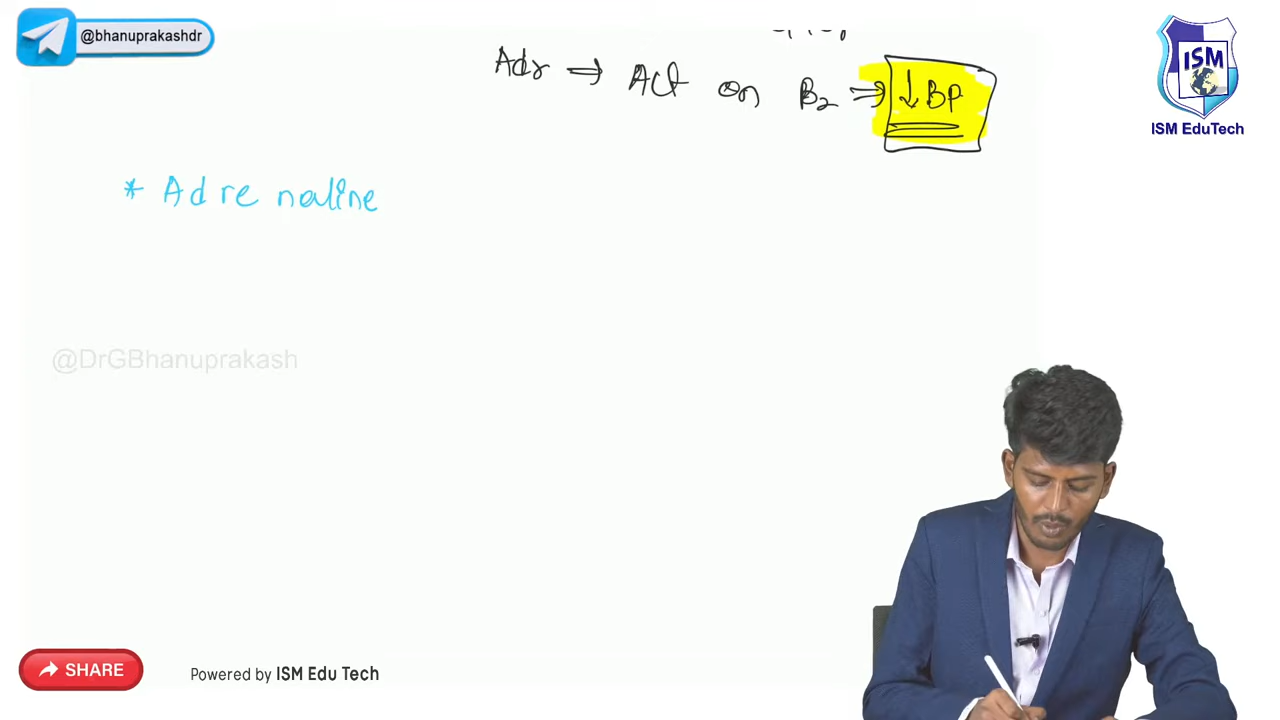 @bhanuprakashdr
ISM
ISM EduTech
Adr ⇒ Act on B2 ⇒ ↓ BP
* Adrenaline
@DrGBhanuprakash
SHARE
Powered by ISM Edu Tech